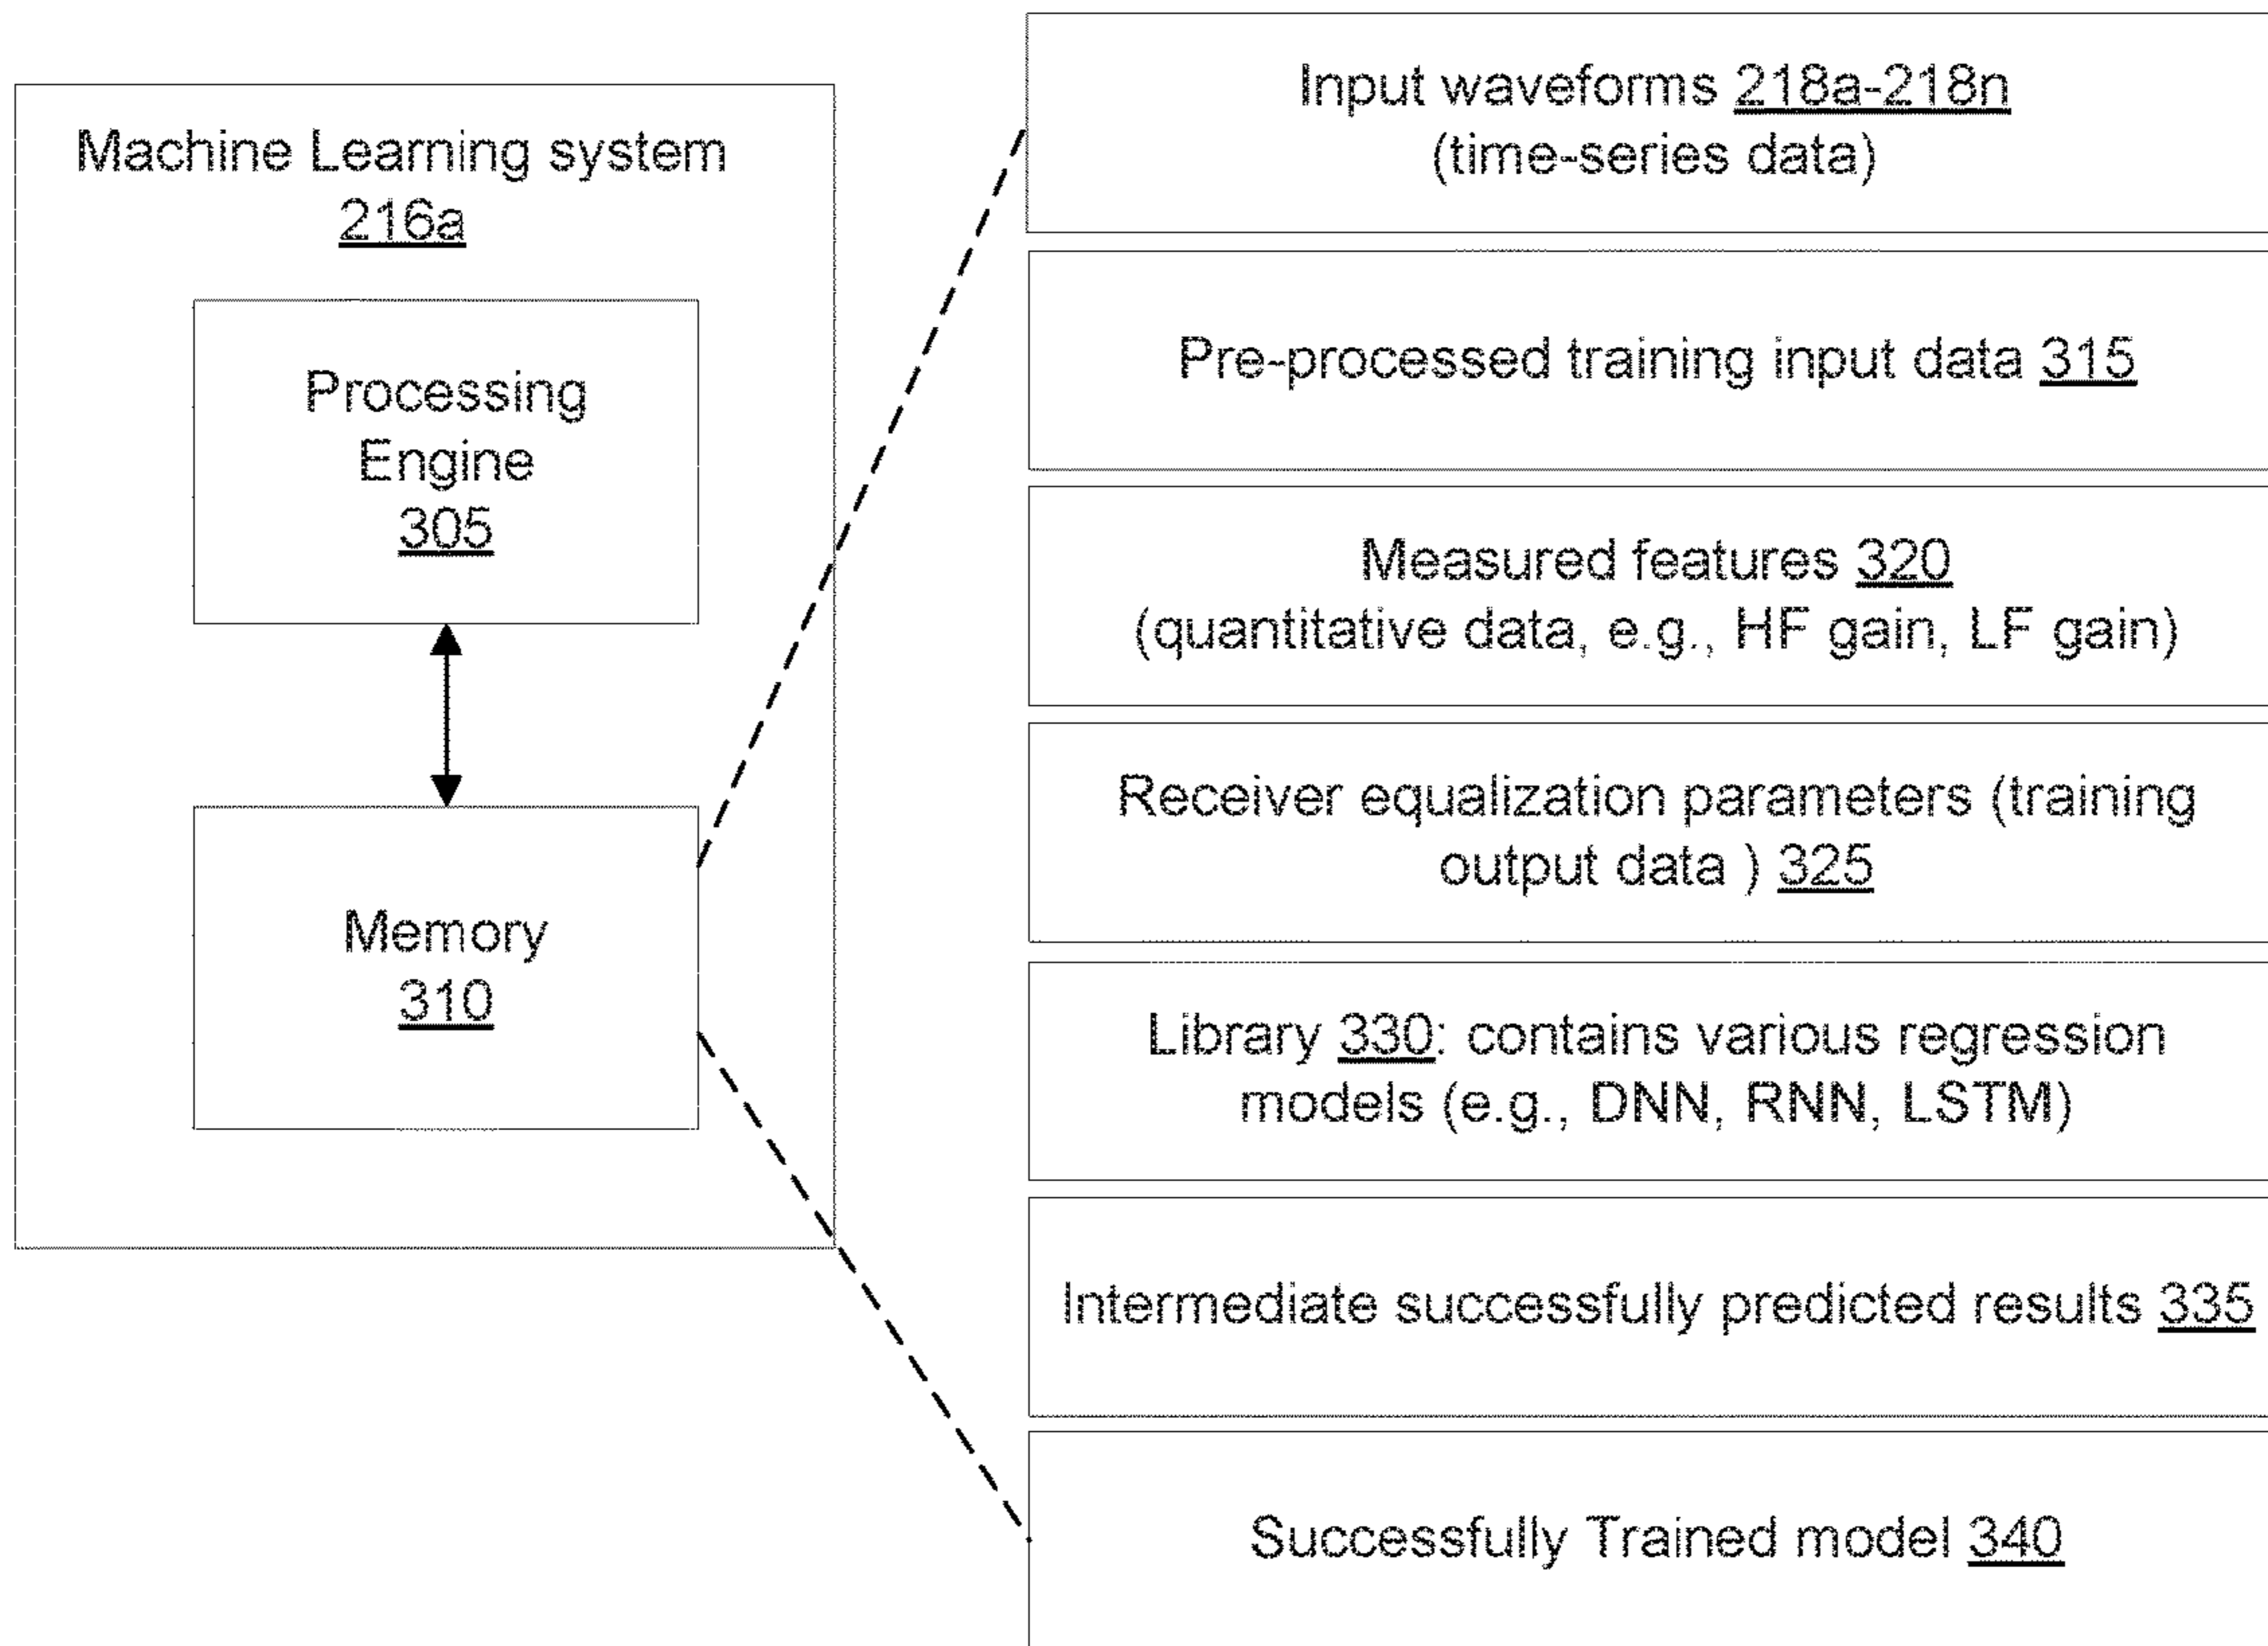 Machine Learning system
216a
Processing
Engine
305
Memory
310
Input waveforms 218a-218n
(time-series data)
Pre-processed training input data 315
Measured features 320
(quantitative data, e.g., HF gain, LF gain)
Receiver equalization parameters (training
output data ) 325
Library 330: contains various regression
models (e.g., DNN, RNN, LSTM)
Intermediate successfully predicted results 335
Successfully Trained model 340